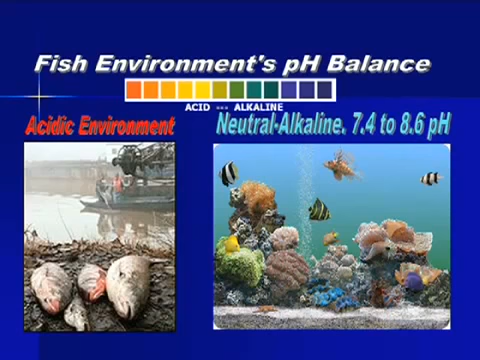 Fish Environment's pH Balance
ACID --- ALKALINE
Acidic Environment
Neutral-Alkaline. 7.4 to 8.6 pH